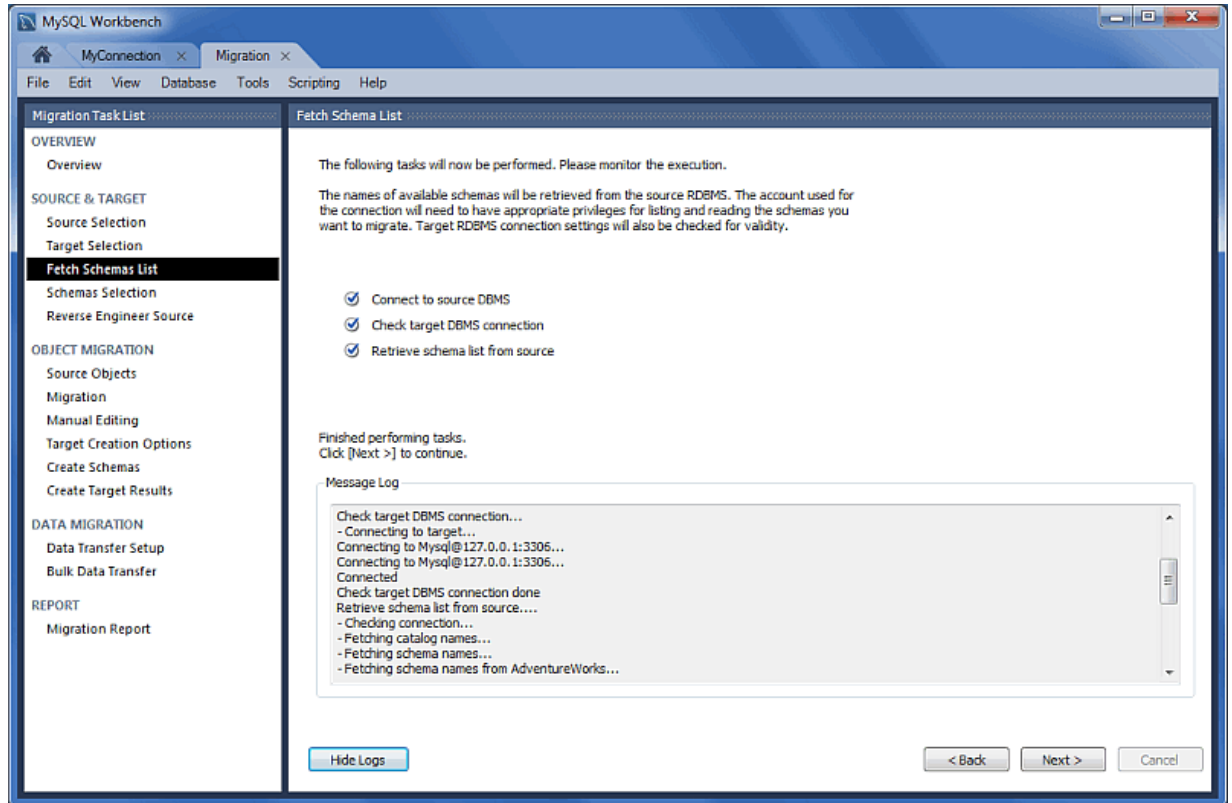 MySQL Workbench
MyConnection
Migration
File Edit View Database Tools Scripting Help
Migration Task List
OVERVIEW
Overview
SOURCE & TARGET
Source Selection
Target Selection
Fetch Schemas List
Schemas Selection
Reverse Engineer Source
OBJECT MIGRATION
Source Objects
Migration
Manual Editing
Target Creation Options
Create Schemas
Create Target Results
DATA MIGRATION
Data Transfer Setup
Bulk Data Transfer
REPORT
Migration Report
Fetch Schema List
The following tasks will now be performed. Please monitor the execution.
The names of available schemas will be retrieved from the source RDBMS. The account used for
the connection will need to have appropriate privileges for listing and reading the schemas you
want to migrate. Target RDBMS connection settings will also be checked for validity.
Connect to source DBMS
Check target DBMS connection
Retrieve schema list from source
Finished performing tasks.
Click [Next >] to continue.
Message Log
Check target DBMS connection...
- Connecting to target...
Connecting to Mysql@127.0.0.1:3306...
Connecting to Mysql@127.0.0.1:3306...
Connected
Check target DBMS connection done
Retrieve schema list from source....
- Checking connection...
- Fetching catalog names...
- Fetching schema names...
- Fetching schema names from AdventureWorks...
Hide Logs
< Back
Next >
Cancel